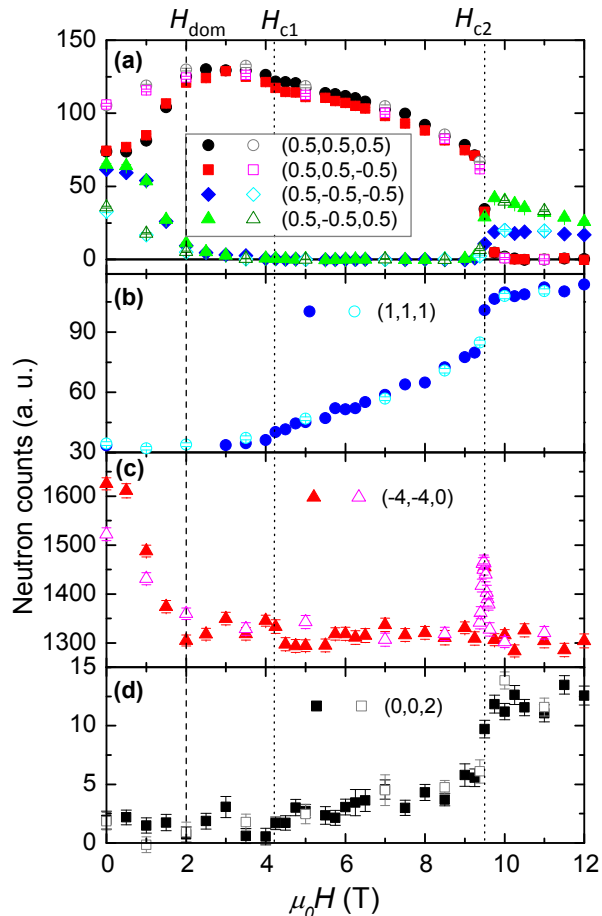 H_dom H_c1 H_c2
(a)
150
100
50
0
(0.5,0.5,0.5)
(0.5,0.5,-0.5)
(0.5,-0.5,-0.5)
(0.5,-0.5,0.5)
(b)
90
60
30
(1,1,1)
(c)
1600
1500
1400
1300
(-4,-4,0)
(d)
15
10
5
0
(0,0,2)
Neutron counts (a. u.)
0 2 4 6 8 10 12
μ₀H (T)